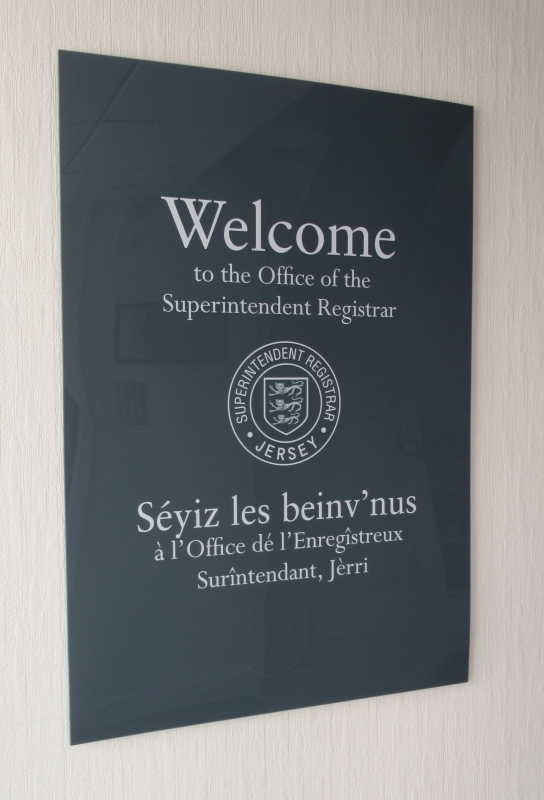 Welcome
to the Office of the
Superintendent Registrar
SUPERINTENDENT REGISTRAR
• JERSEY •
Séyiz les beinv'nus
à l'Office dé l'Enregîstreux
Surîntendant, Jèrri